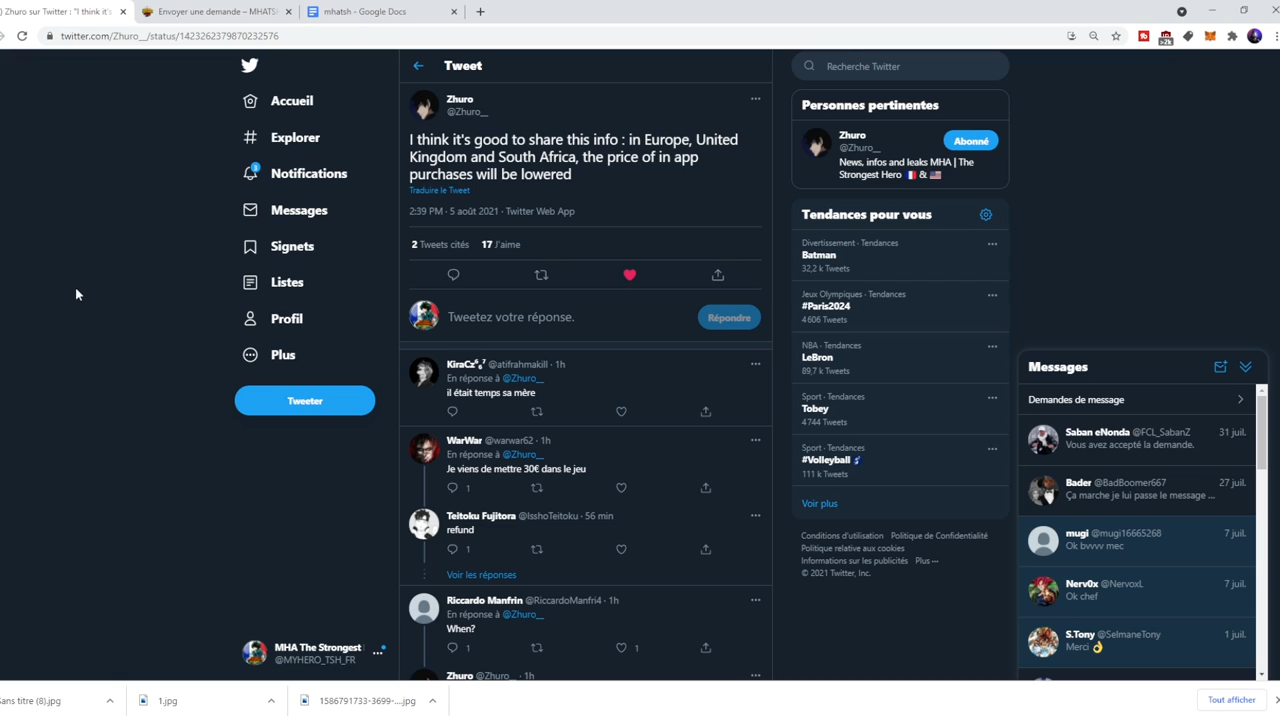 ) Zhuro sur Twitter : "I think it's
Envoyer une demande – MHATS
mhatsh - Google Docs
twitter.com/Zhuro__/status/1423262379870232576
Accueil
Explorer
3
Notifications
Messages
Signets
Listes
Profil
Plus
Tweeter
MHA The Strongest
@MYHERO_TSH_FR
Tweet
Zhuro
@Zhuro__
I think it's good to share this info : in Europe, United
Kingdom and South Africa, the price of in app
purchases will be lowered
Traduire le Tweet
2:39 PM · 5 août 2021 · Twitter Web App
2 Tweets cités 17 J'aime
Tweetez votre réponse.
Répondre
KiraCz⁶₆⁷ @atifrahmakill · 1h
En réponse à @Zhuro__
il était temps sa mère
WarWar @warwar62 · 1h
En réponse à @Zhuro__
Je viens de mettre 30€ dans le jeu
1
Teitoku Fujitora @IsshoTeitoku · 56 min
refund
1
Voir les réponses
Riccardo Manfrin @RiccardoManfri4 · 1h
En réponse à @Zhuro__
When?
1 1
Zhuro @Zhuro__ · 1h
Recherche Twitter
Personnes pertinentes
Zhuro
@Zhuro__
Abonné
News, infos and leaks MHA | The
Strongest Hero 🇫🇷 & 🇺🇸
Tendances pour vous
Divertissement · Tendances
Batman
32,2 k Tweets
Jeux Olympiques · Tendances
#Paris2024
4 606 Tweets
NBA · Tendances
LeBron
89,7 k Tweets
Sport · Tendances
Tobey
4 744 Tweets
Sport · Tendances
#Volleyball
111 k Tweets
Voir plus
Conditions d'utilisation Politique de Confidentialité
Politique relative aux cookies
Informations sur les publicités Plus ···
© 2021 Twitter, Inc.
Messages
Demandes de message
Saban eNonda @FCL_SabanZ 31 juil.
Vous avez accepté la demande.
Bader @BadBoomer667 27 juil.
Ça marche je lui passe le message ...
mugi @mugi16665268 7 juil.
Ok bvvvv mec
Nerv0x @NervoxL 7 juil.
Ok chef
S.Tony @SelmaneTony 1 juil.
Merci 👌
Sans titre (8).jpg
1.jpg
1586791733-3699-....jpg
Tout afficher